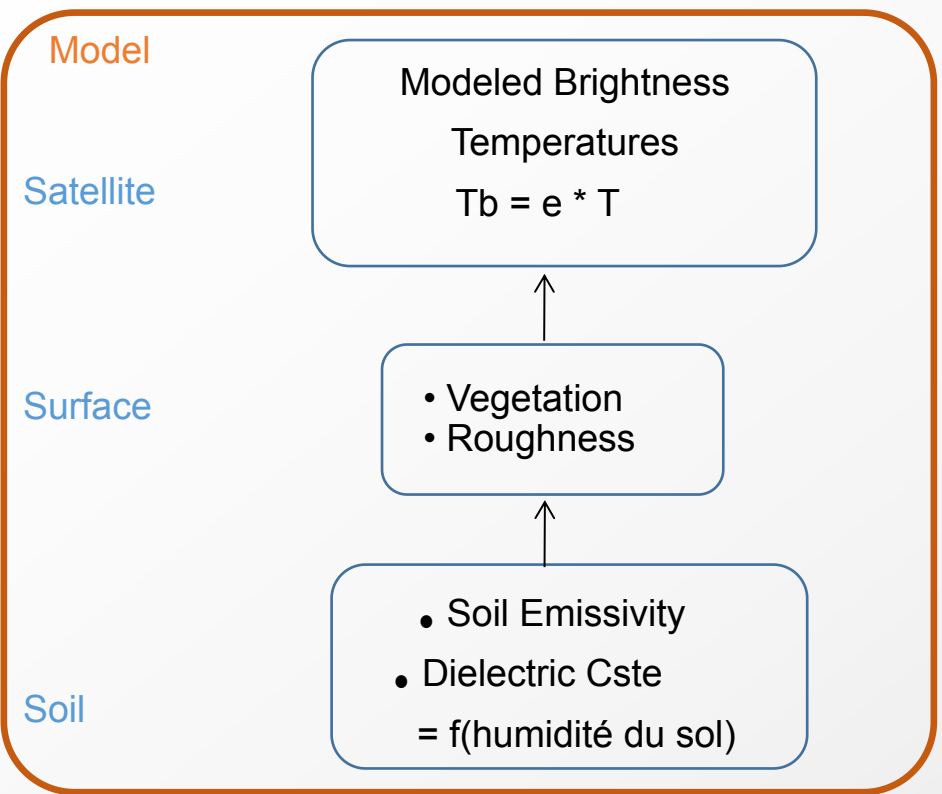 Model
Modeled Brightness
Temperatures
Satellite
Tb = e * T
Surface
• Vegetation
• Roughness
• Soil Emissivity
• Dielectric Cste
Soil
= f(humidité du sol)